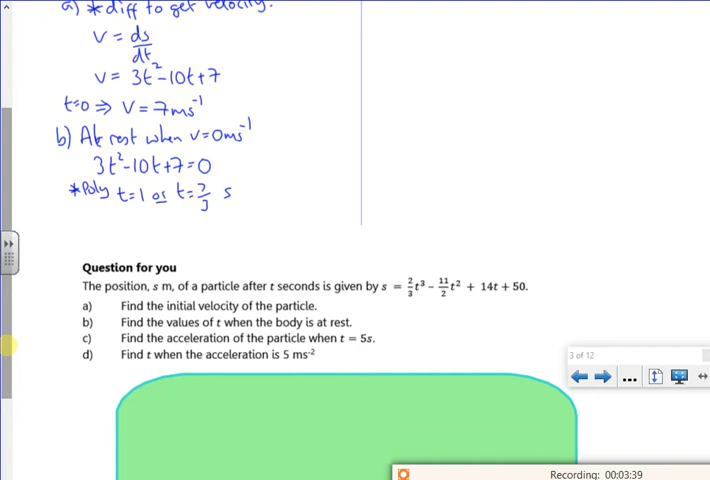 a) *diff to get velocity.
v = ds/dt
v = 3t² - 10t + 7
t=0 ⇒ v = 7ms⁻¹
b) At rest when v = 0ms⁻¹
3t² - 10t + 7 = 0
*Poly t=1 or t=7/3 s
Question for you
The position, s m, of a particle after t seconds is given by s = 2/3 t³ − 11/2 t² + 14t + 50.
a) Find the initial velocity of the particle.
b) Find the values of t when the body is at rest.
c) Find the acceleration of the particle when t = 5s.
d) Find t when the acceleration is 5 ms⁻²
3 of 12
...
Recording: 00:03:39